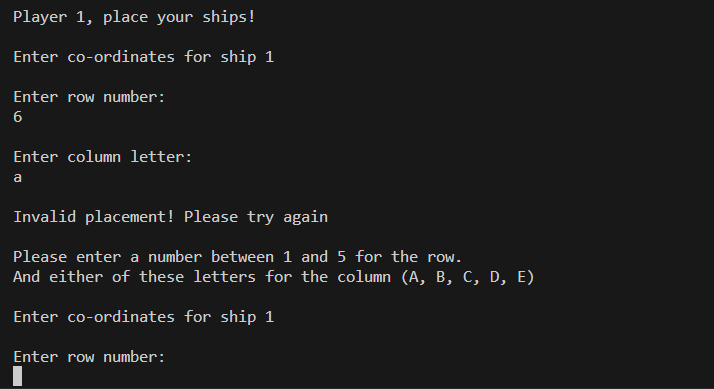 Player 1, place your ships!
Enter co-ordinates for ship 1
Enter row number:
6
Enter column letter:
a
Invalid placement! Please try again
Please enter a number between 1 and 5 for the row.
And either of these letters for the column (A, B, C, D, E)
Enter co-ordinates for ship 1
Enter row number: